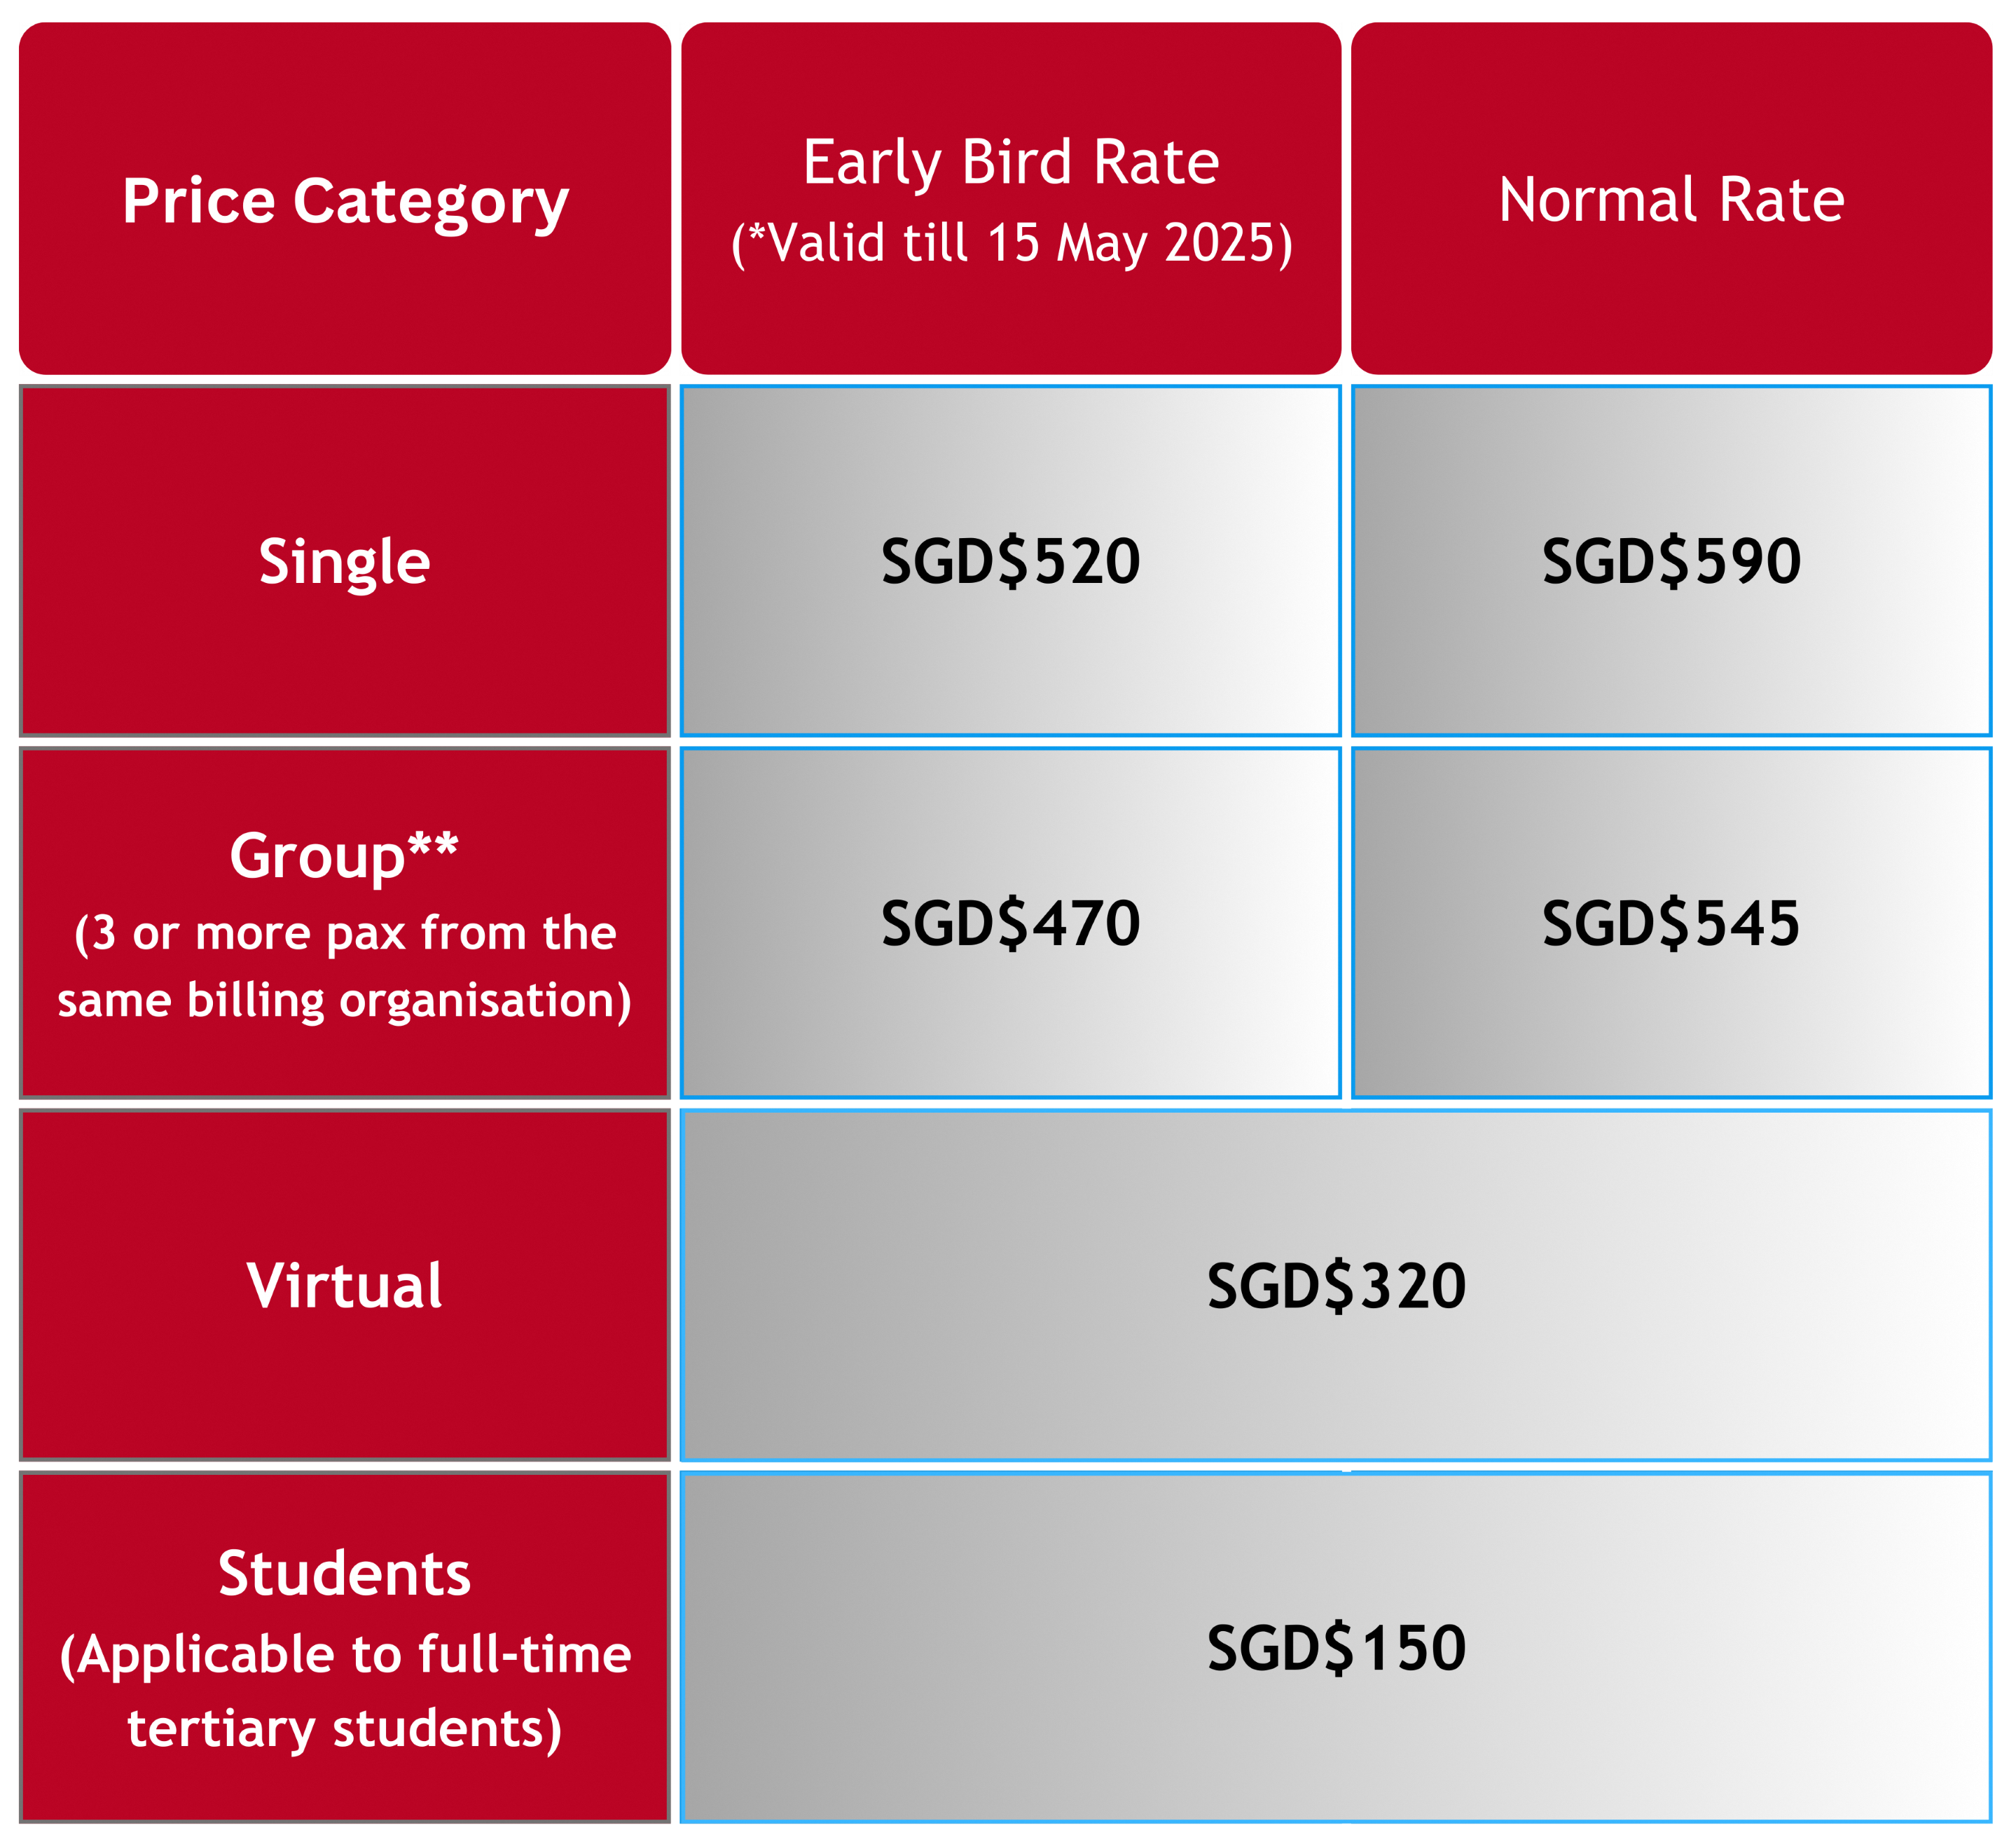 Price Category
Early Bird Rate
(*Valid till 15 May 2025)
Normal Rate
Single
SGD$520
SGD$590
Group**
(3 or more pax from the
same billing organisation)
SGD$470
SGD$545
Virtual
SGD$320
Students
(Applicable to full-time
tertiary students)
SGD$150